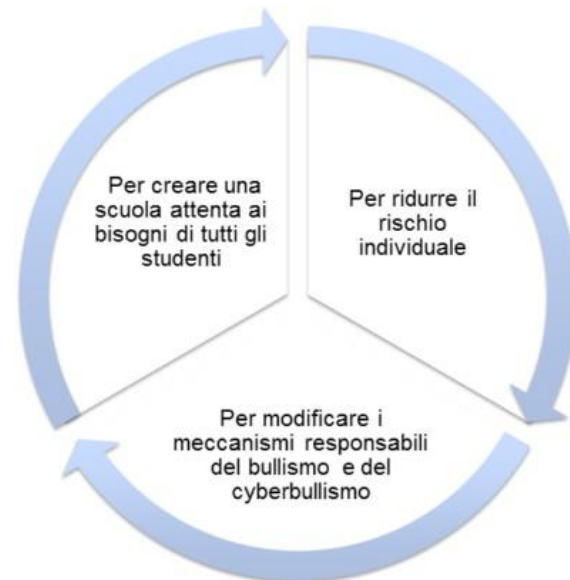 Per creare una
scuola attenta ai
bisogni di tutti gli
studenti
Per ridurre il
rischio
individuale
Per modificare i
meccanismi responsabili
del bullismo e del
cyberbullismo